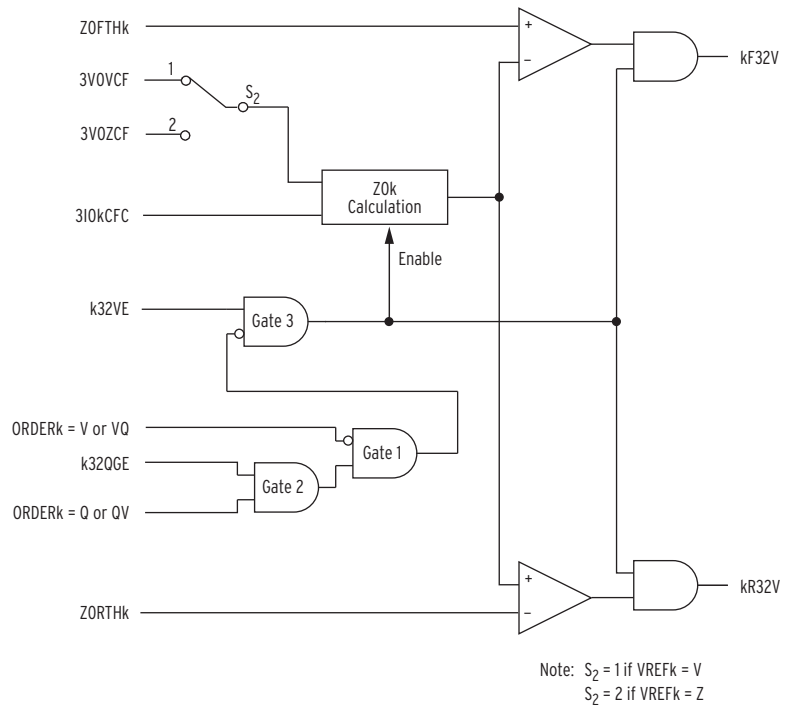 Z0FTHk
3V0VCF
1
S2
3V0ZCF
2
Z0k
Calculation
3I0kCFC
Enable
k32VE
Gate 3
ORDERk = V or VQ
Gate 1
k32QGE
Gate 2
ORDERk = Q or QV
Z0RTHk
+
−
kF32V
+
−
kR32V
Note: S2 = 1 if VREFk = V
S2 = 2 if VREFk = Z